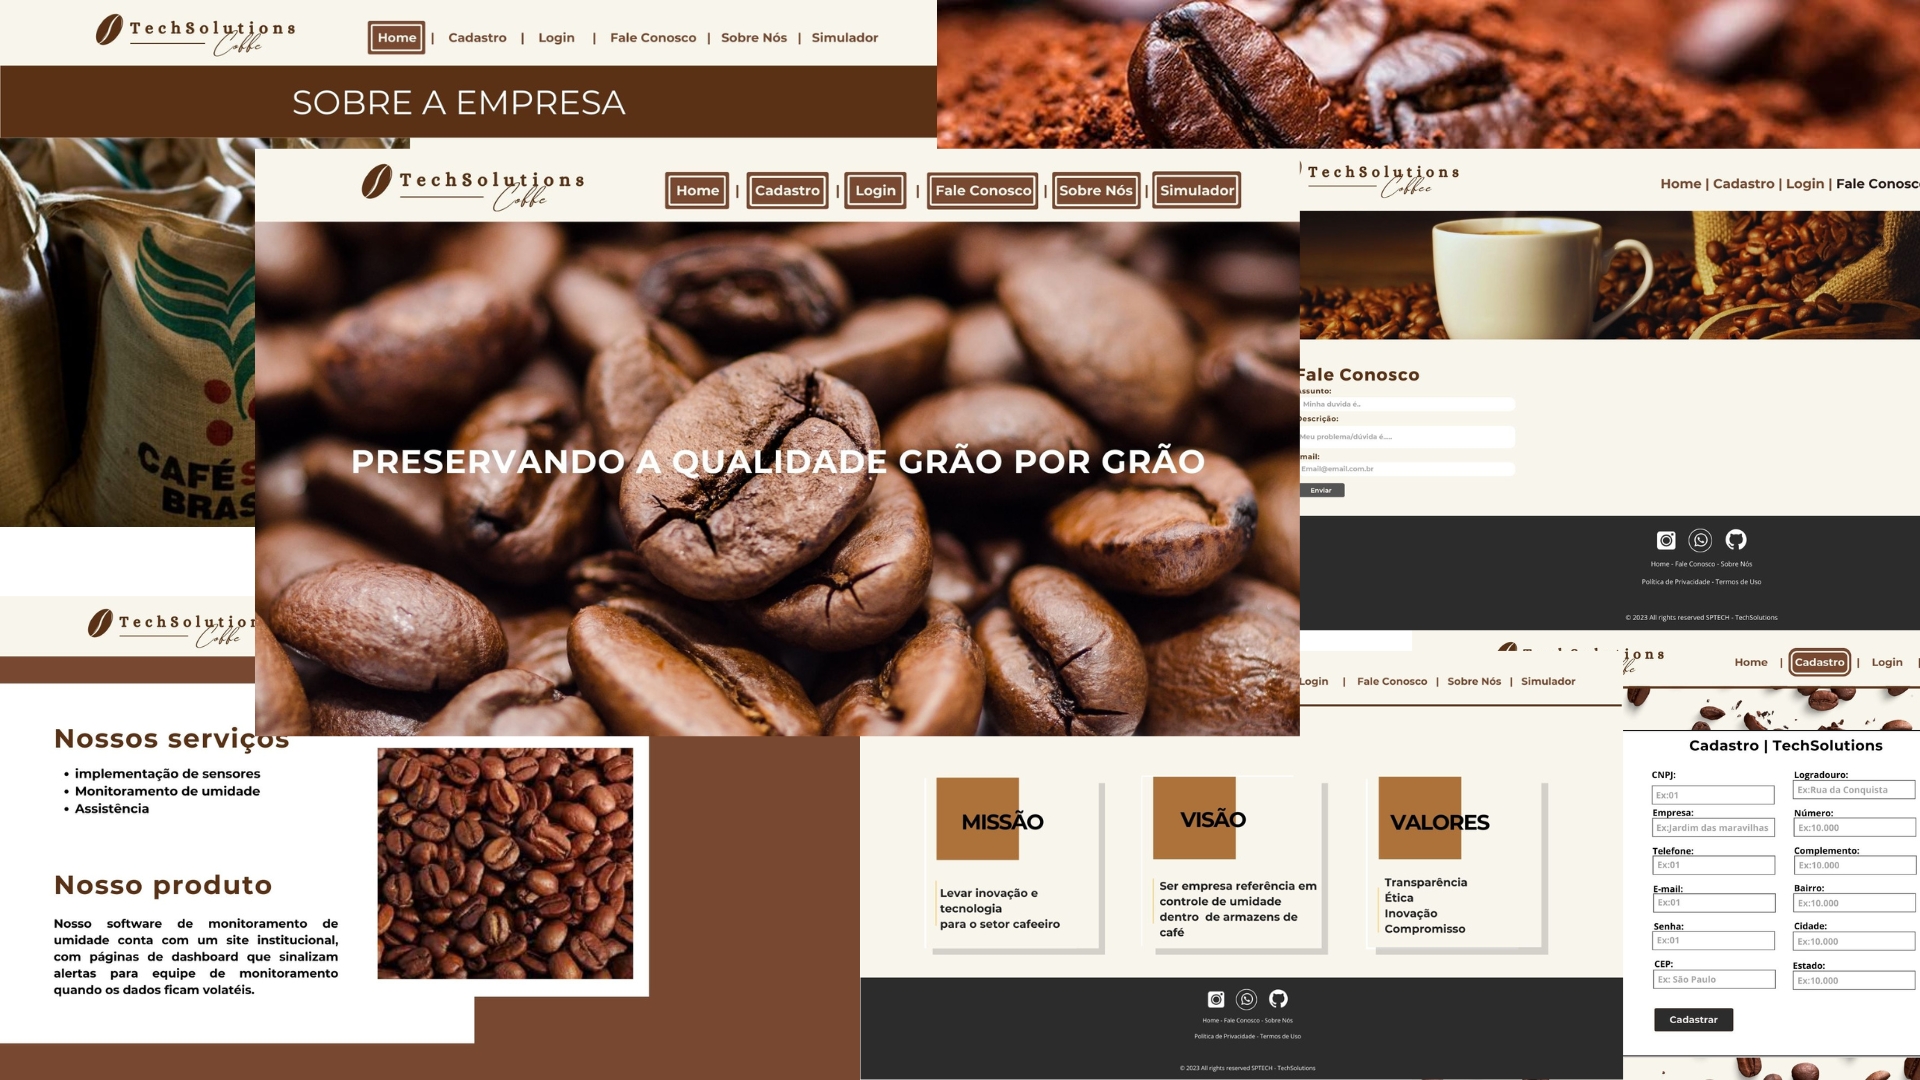 TechSolutions
Cobbe
Home | Cadastro | Login | Fale Conosco | Sobre Nós | Simulador
SOBRE A EMPRESA
CAFÉS
BRAS
TechSolutions
Cobbe
Home | Cadastro | Login | Fale Conosco | Sobre Nós | Simulador
PRESERVANDO A QUALIDADE GRÃO POR GRÃO
TechSolutions
Coffee
Home | Cadastro | Login | Fale Conosc
Fale Conosco
ssunto:
Minha duvida é..
Descrição:
Meu problema/dúvida é.....
mail:
Email@email.com.br
Enviar
Home - Fale Conosco - Sobre Nós
Política de Privacidade - Termos de Uso
© 2023 All rights reserved SPTECH - TechSolutions
TechSolution
Cobbe
Nossos serviços
• implementação de sensores
• Monitoramento de umidade
• Assistência
Nosso produto
Nosso software de monitoramento de
umidade conta com um site institucional,
com páginas de dashboard que sinalizam
alertas para equipe de monitoramento
quando os dados ficam volatéis.
Login | Fale Conosco | Sobre Nós | Simulador
MISSÃO
Levar inovação e
tecnologia
para o setor cafeeiro
VISÃO
Ser empresa referência em
controle de umidade
dentro de armazens de
café
VALORES
Transparência
Ética
Inovação
Compromisso
Home - Fale Conosco - Sobre Nós
Política de Privacidade - Termos de Uso
© 2023 All rights reserved SPTECH - TechSolutions
ions
Home | Cadastro | Login |
Cadastro | TechSolutions
CNPJ:
Ex:01
Empresa:
Ex:Jardim das maravilhas
Telefone:
Ex:01
E-mail:
Ex:01
Senha:
Ex:01
CEP:
Ex: São Paulo
Logradouro:
Ex:Rua da Conquista
Número:
Ex:10.000
Complemento:
Ex:10.000
Bairro:
Ex:10.000
Cidade:
Ex:10.000
Estado:
Ex:10.000
Cadastrar